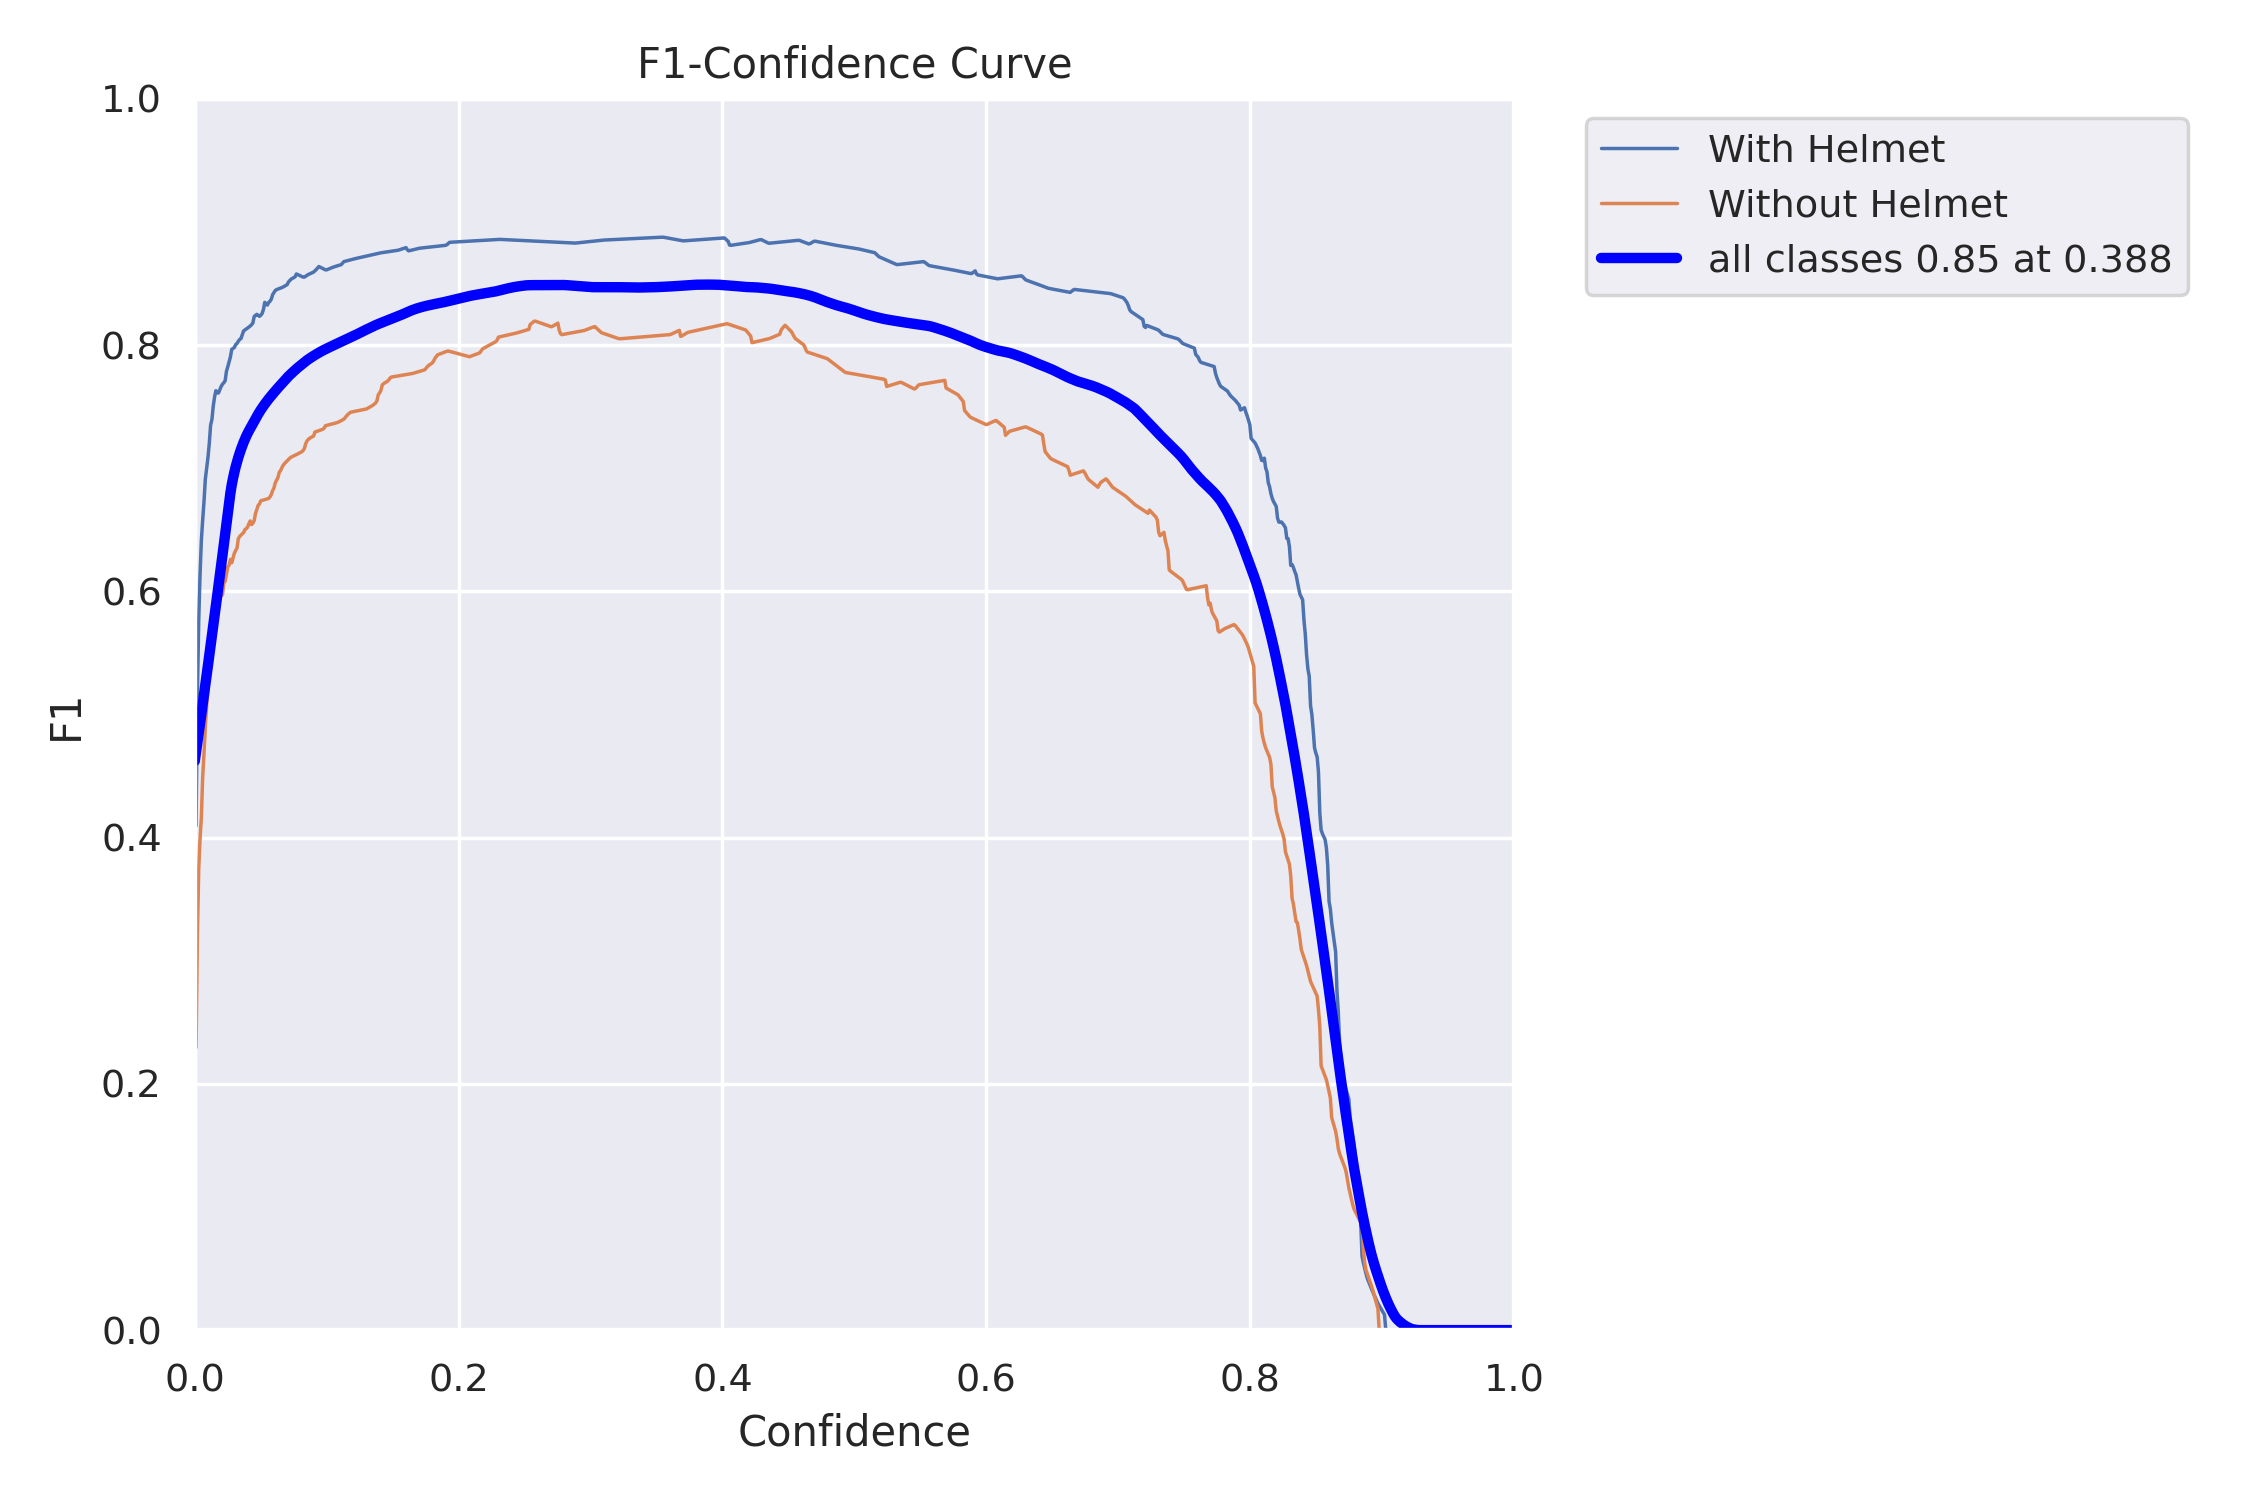 F1-Confidence Curve
1.0
0.8
0.6
0.4
0.2
0.0
F1
0.0 0.2 0.4 0.6 0.8 1.0
Confidence
With Helmet
Without Helmet
all classes 0.85 at 0.388